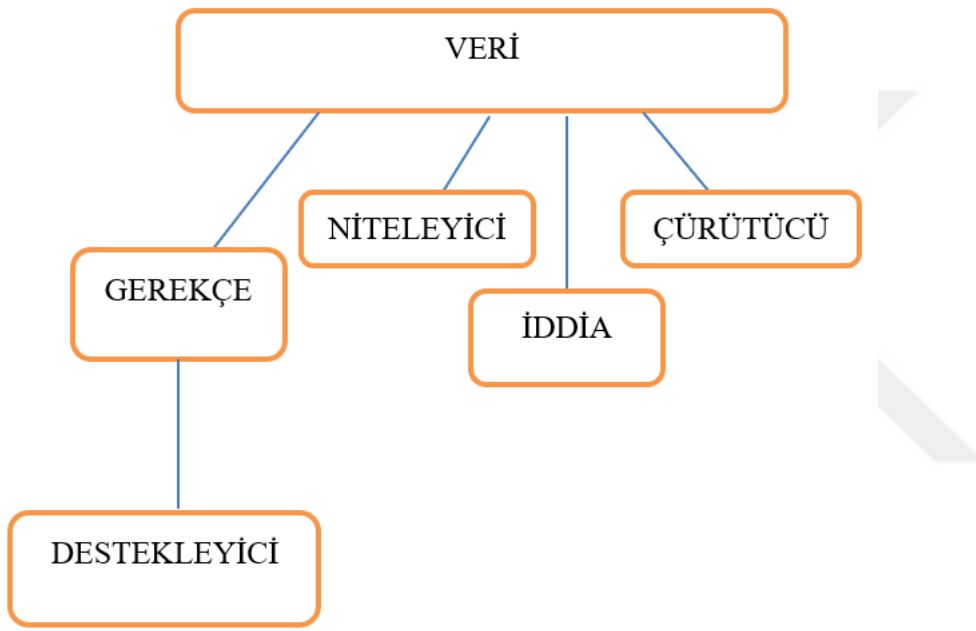 VERİ
NİTELEYİCİ
ÇÜRÜTÜCÜ
GEREKÇE
İDDİA
DESTEKLEYİCİ